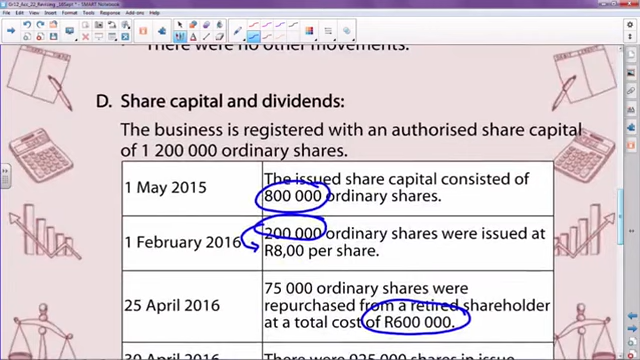 Gr12_Acc_22_Revising_18Sept * - SMART Notebook
There were no other movements.
D. Share capital and dividends:
The business is registered with an authorised share capital
of 1 200 000 ordinary shares.
1 May 2015
The issued share capital consisted of
800 000 ordinary shares.
1 February 2016
200 000 ordinary shares were issued at
R8,00 per share.
25 April 2016
75 000 ordinary shares were
repurchased from a retired shareholder
at a total cost of R600 000.
30 April 2016
There were 925 000 shares in issue